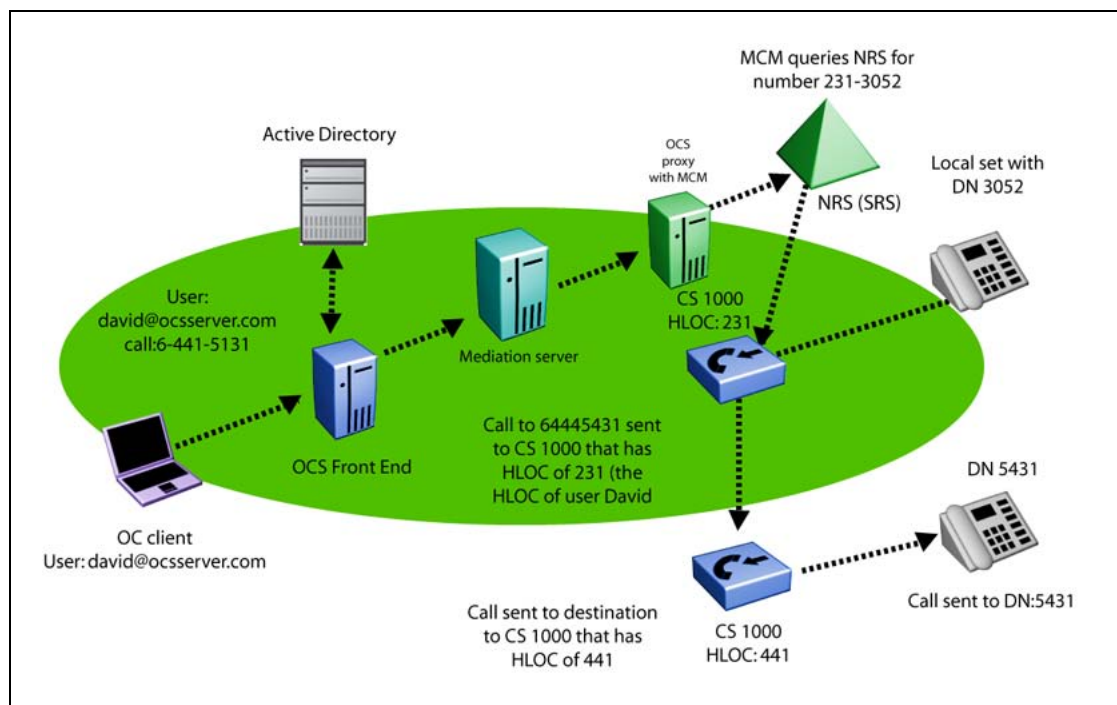 MCM queries NRS for
number 231-3052
Active Directory
OCS
proxy
with MCM
Local set with
DN 3052
NRS (SRS)
User:
david@ocsserver.com
call:6-441-5131
CS 1000
HLOC: 231
Mediation server
OCS Front End
Call to 64445431 sent
to CS 1000 that has
HLOC of 231 (the
HLOC of user David
DN 5431
OC client
User: david@ocsserver.com
Call sent to destination
to CS 1000 that has
HLOC of 441
CS 1000
HLOC: 441
Call sent to DN:5431